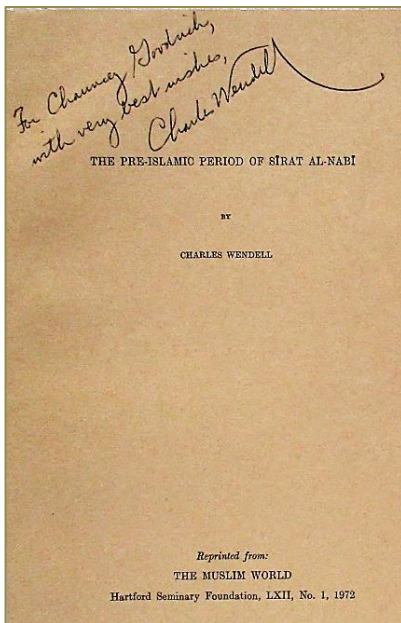 For Chauncey Goodrich,
with very best wishes,
Charles Wendell
THE PRE-ISLAMIC PERIOD OF SĪRAT AL-NABĪ
BY
CHARLES WENDELL
Reprinted from:
THE MUSLIM WORLD
Hartford Seminary Foundation, LXII, No. 1, 1972